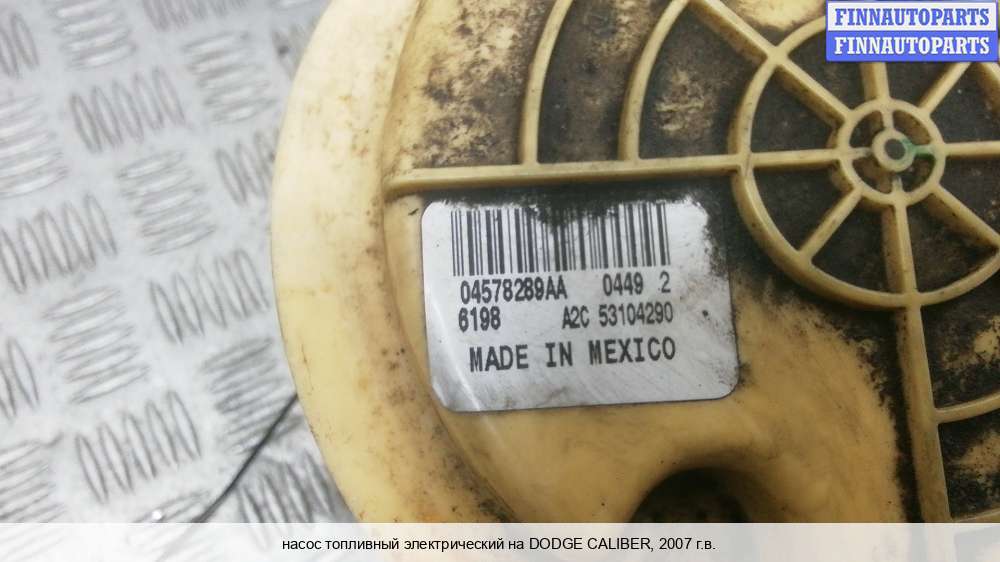 FINNAUTOPARTS
FINNAUTOPARTS
04578289AA 0449 2
6198 A2C 53104290
MADE IN MEXICO
насос топливный электрический на DODGE CALIBER, 2007 г.в.